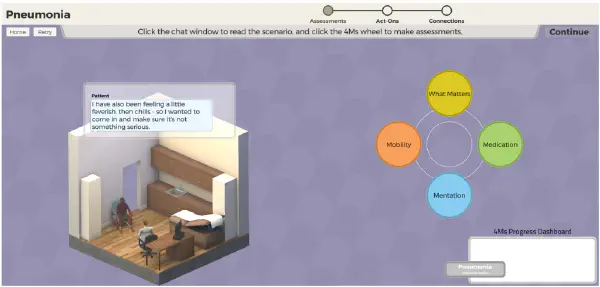 Pneumonia
Assessments
Act-Ons
Connections
Home
Retry
Click the chat window to read the scenario, and click the 4Ms wheel to make assessments.
Continue
Patient
I have also been feeling a little
feverish, then chills - so I wanted to
come in and make sure it's not
something serious.
What Matters
Mobility
Medication
Mentation
4Ms Progress Dashboard
Pneumonia